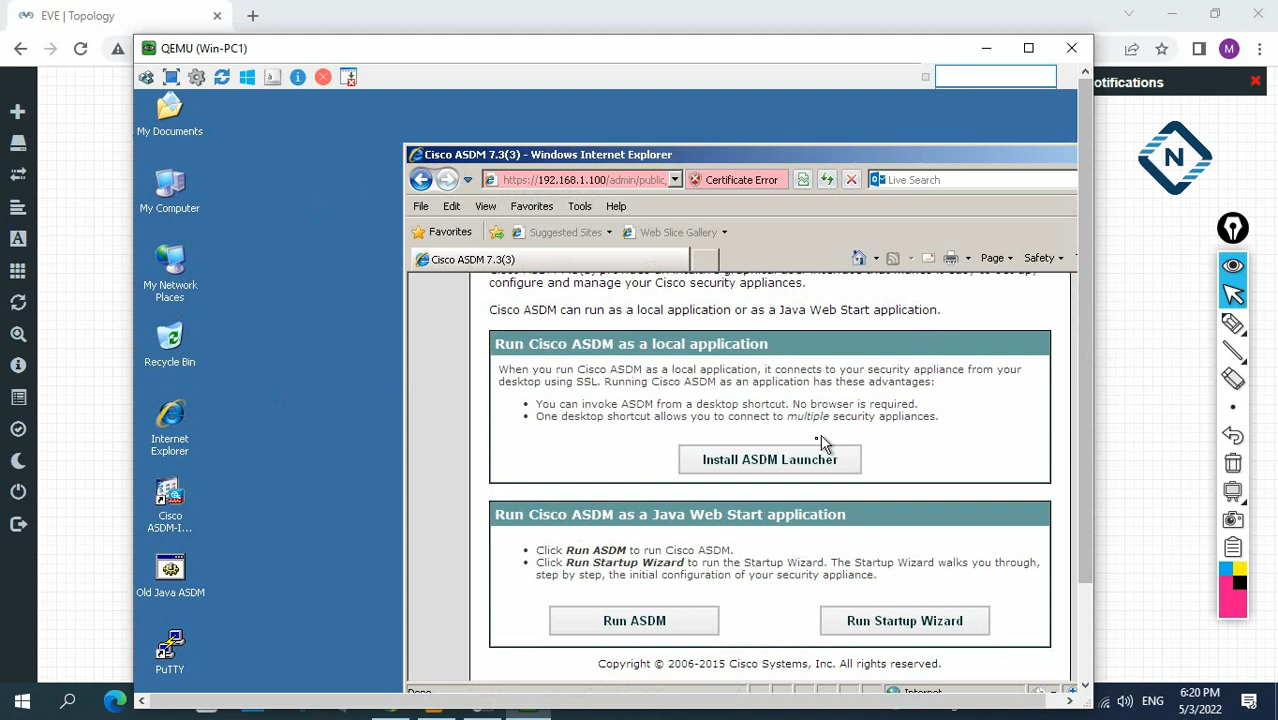 EVE | Topology
QEMU (Win-PC1)
otifications
N
My Documents
My Computer
My Network
Places
Recycle Bin
Internet
Explorer
Cisco
ASDM-I...
Old Java ASDM
PuTTY
Cisco ASDM 7.3(3) - Windows Internet Explorer
https://192.168.1.100/admin/public,
Certificate Error
Live Search
File Edit View Favorites Tools Help
Favorites
Suggested Sites
Web Slice Gallery
Cisco ASDM 7.3(3)
Page
Safety
configure and manage your Cisco security appliances.
Cisco ASDM can run as a local application or as a Java Web Start application.
Run Cisco ASDM as a local application
When you run Cisco ASDM as a local application, it connects to your security appliance from your
desktop using SSL. Running Cisco ASDM as an application has these advantages:
• You can invoke ASDM from a desktop shortcut. No browser is required.
• One desktop shortcut allows you to connect to multiple security appliances.
Install ASDM Launcher
Run Cisco ASDM as a Java Web Start application
• Click Run ASDM to run Cisco ASDM.
• Click Run Startup Wizard to run the Startup Wizard. The Startup Wizard walks you through,
step by step, the initial configuration of your security appliance.
Run ASDM
Run Startup Wizard
Copyright © 2006-2015 Cisco Systems, Inc. All rights reserved.
Done
Internet
M
A
ENG
6:20 PM
5/3/2022